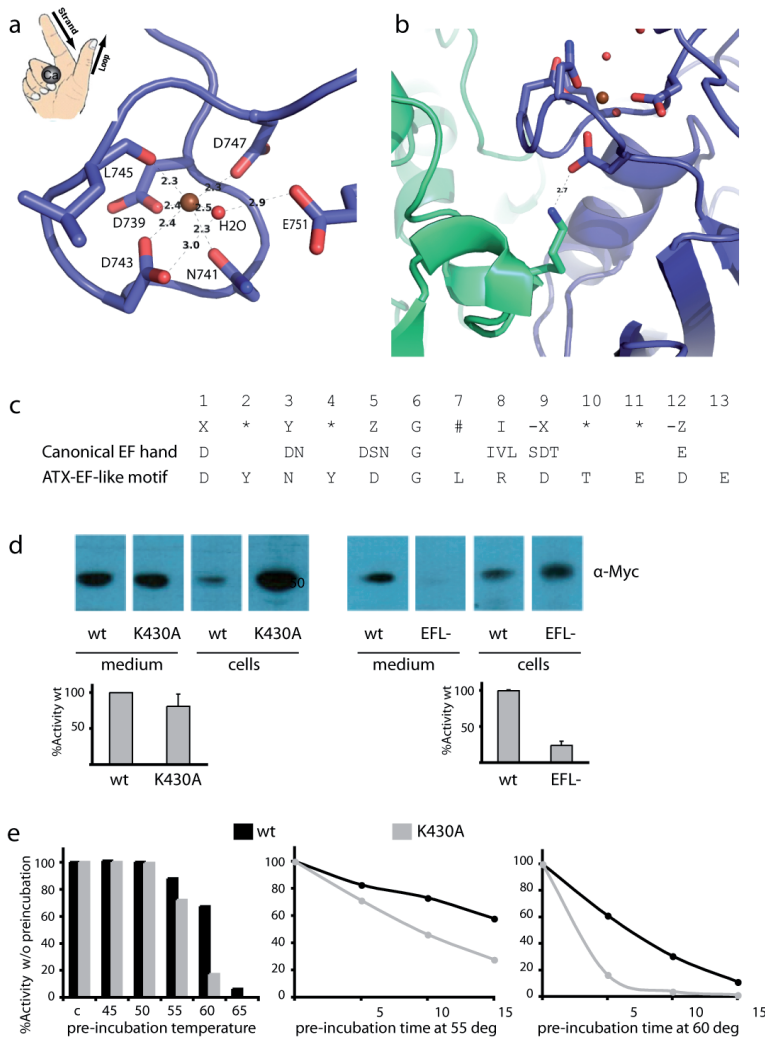 a
b
Strand
Ca
Loop
D747
L745
2.3
2.3
2.4
2.5
2.9
D739
2.4
2.3
H2O
E751
3.0
D743
N741
2.7
c
1 2 3 4 5 6 7 8 9 10 11 12 13
X * Y * Z G # I -X * * -Z
Canonical EF hand D DN DSN G IVL SDT E
ATX-EF-like motif D Y N Y D G L R D T E D E
d
α-Myc
wt K430A wt K430A wt EFL- wt EFL-
medium cells medium cells
%Activity wt
100
50
wt K430A
%Activity wt
100
50
wt EFL-
e
wt K430A
%Activity w/o preincubation
100
80
60
40
20
0
c 45 50 55 60 65
pre-incubation temperature
100
80
60
40
20
0
5 10 15
pre-incubation time at 55 deg
100
80
60
40
20
0
5 10 15
pre-incubation time at 60 deg